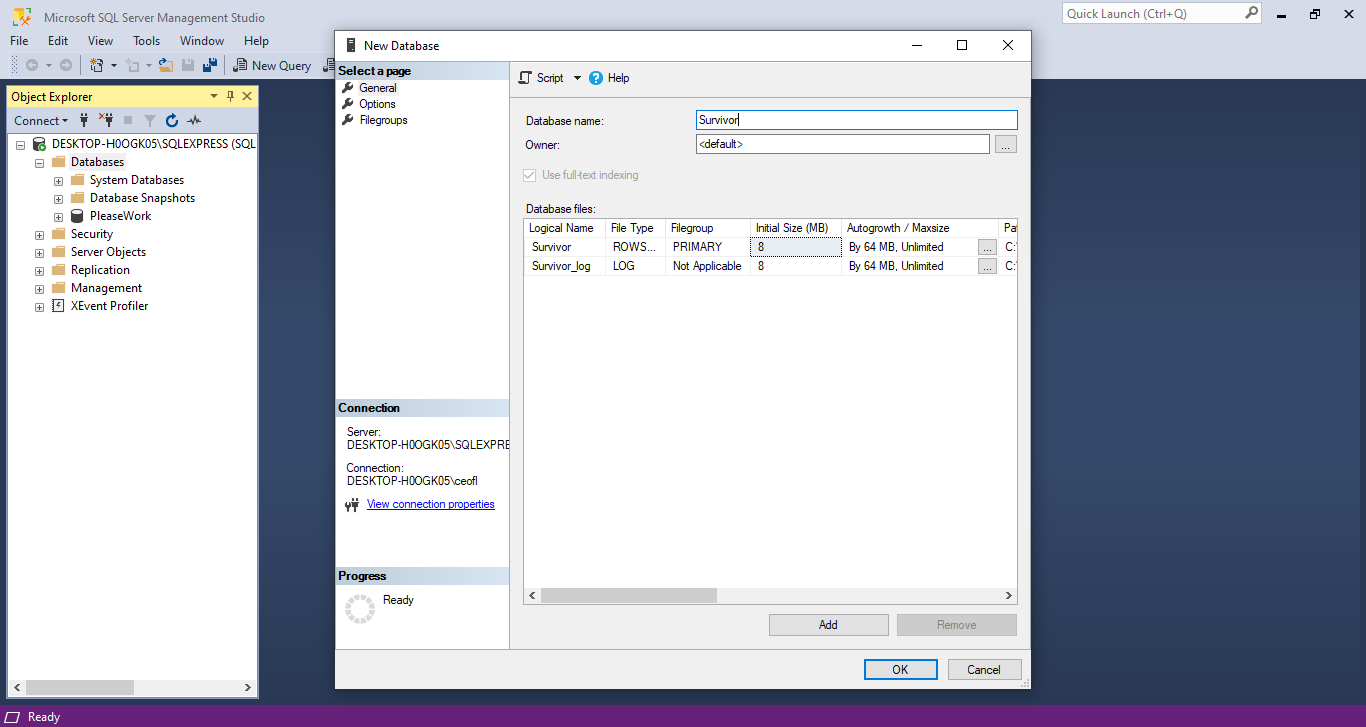 Microsoft SQL Server Management Studio
Quick Launch (Ctrl+Q)
File Edit View Tools Window Help
New Query
Object Explorer
Connect
DESKTOP-H0OGK05\SQLEXPRESS (SQL
Databases
System Databases
Database Snapshots
PleaseWork
Security
Server Objects
Replication
Management
XEvent Profiler
New Database
Select a page
General
Options
Filegroups
Connection
Server:
DESKTOP-H0OGK05\SQLEXPRE
Connection:
DESKTOP-H0OGK05\ceofl
View connection properties
Progress
Ready
Script Help
Database name: Survivor
Owner: <default> ...
Use full-text indexing
Database files:
Logical Name File Type Filegroup Initial Size (MB) Autogrowth / Maxsize Pa
Survivor ROWS... PRIMARY 8 By 64 MB, Unlimited ... C:
Survivor_log LOG Not Applicable 8 By 64 MB, Unlimited ... C:
Add Remove
OK Cancel
Ready